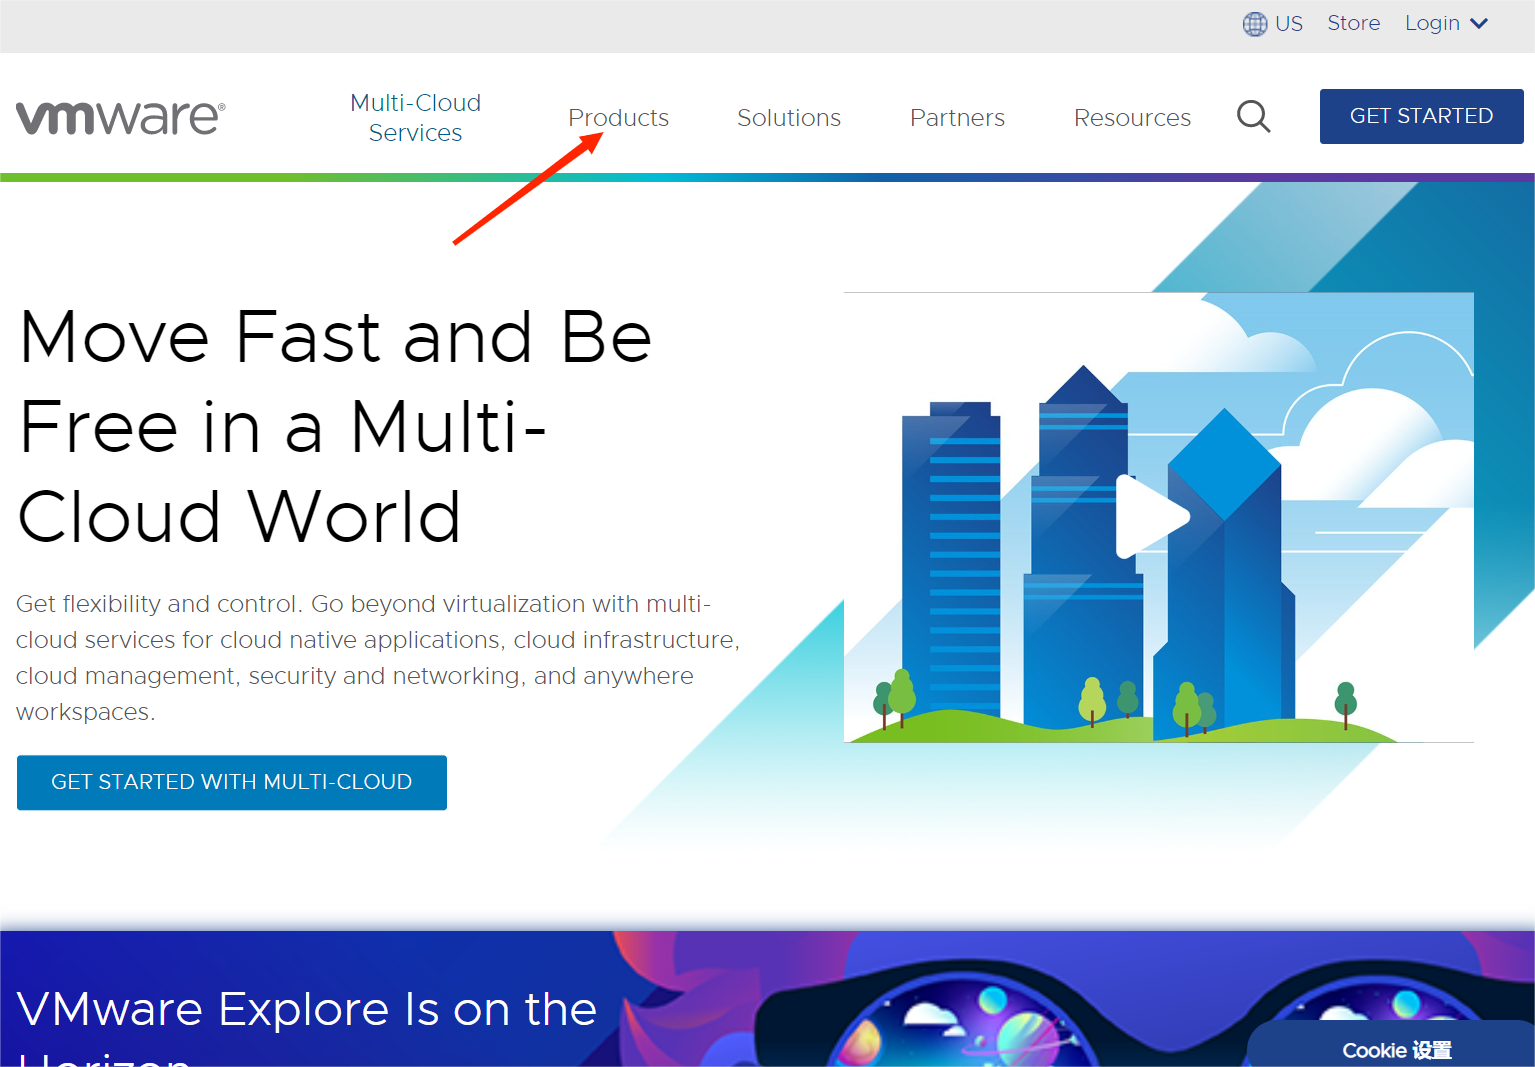 US Store Login
vmware®
Multi-Cloud
Services
Products
Solutions
Partners
Resources
GET STARTED
Move Fast and Be
Free in a Multi-
Cloud World
Get flexibility and control. Go beyond virtualization with multi-
cloud services for cloud native applications, cloud infrastructure,
cloud management, security and networking, and anywhere
workspaces.
GET STARTED WITH MULTI-CLOUD
VMware Explore Is on the
Horizon
Cookie 设置